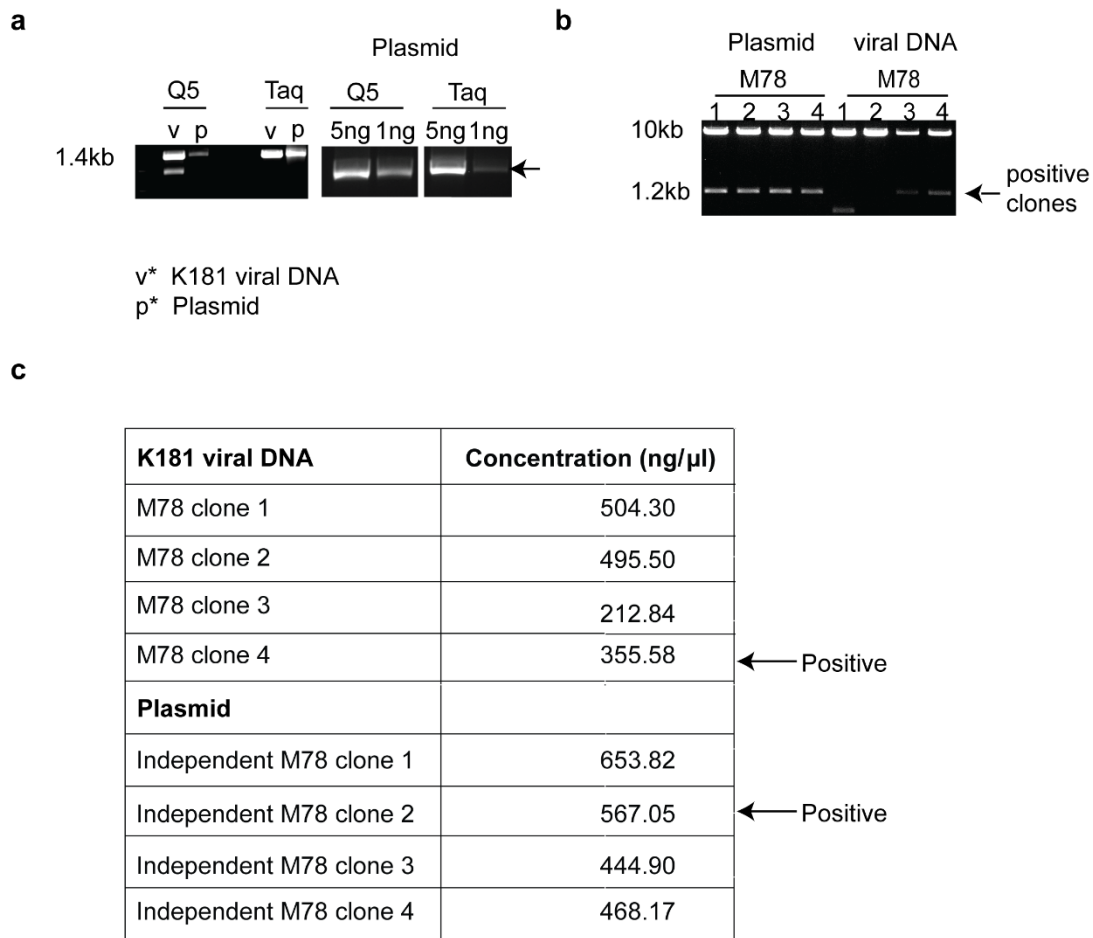 a
Plasmid
Q5 Taq Q5 Taq
v p v p 5ng 1ng 5ng 1ng
1.4kb
v* K181 viral DNA
p* Plasmid
b
Plasmid viral DNA
M78 M78
1 2 3 4 1 2 3 4
10kb
1.2kb
positive
clones
c
K181 viral DNA Concentration (ng/µl)
M78 clone 1 504.30
M78 clone 2 495.50
M78 clone 3 212.84
M78 clone 4 355.58 Positive
Plasmid
Independent M78 clone 1 653.82
Independent M78 clone 2 567.05 Positive
Independent M78 clone 3 444.90
Independent M78 clone 4 468.17